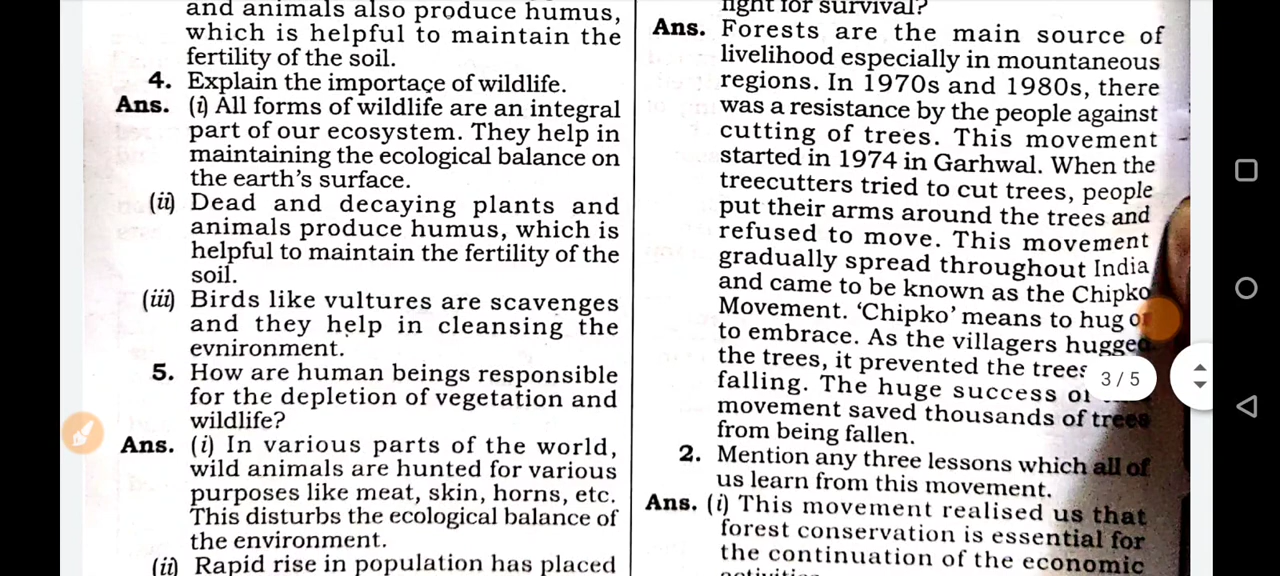 and animals also produce humus,
which is helpful to maintain the
fertility of the soil.
4. Explain the importace of wildlife.
Ans. (i) All forms of wildlife are an integral
part of our ecosystem. They help in
maintaining the ecological balance on
the earth's surface.
(ii) Dead and decaying plants and
animals produce humus, which is
helpful to maintain the fertility of the
soil.
(iii) Birds like vultures are scavenges
and they help in cleansing the
evnironment.
5. How are human beings responsible
for the depletion of vegetation and
wildlife?
Ans. (i) In various parts of the world,
wild animals are hunted for various
purposes like meat, skin, horns, etc.
This disturbs the ecological balance of
the environment.
(ii) Rapid rise in population has placed
fight for survival?
Ans. Forests are the main source of
livelihood especially in mountaneous
regions. In 1970s and 1980s, there
was a resistance by the people against
cutting of trees. This movement
started in 1974 in Garhwal. When the
treecutters tried to cut trees, people
put their arms around the trees and
refused to move. This movement
gradually spread throughout India
and came to be known as the Chipko
Movement. 'Chipko' means to hug or
to embrace. As the villagers hugged
the trees, it prevented the trees
falling. The huge success of
movement saved thousands of trees
from being fallen.
2. Mention any three lessons which all of
us learn from this movement.
Ans. (i) This movement realised us that
forest conservation is essential for
the continuation of the economic
3/5